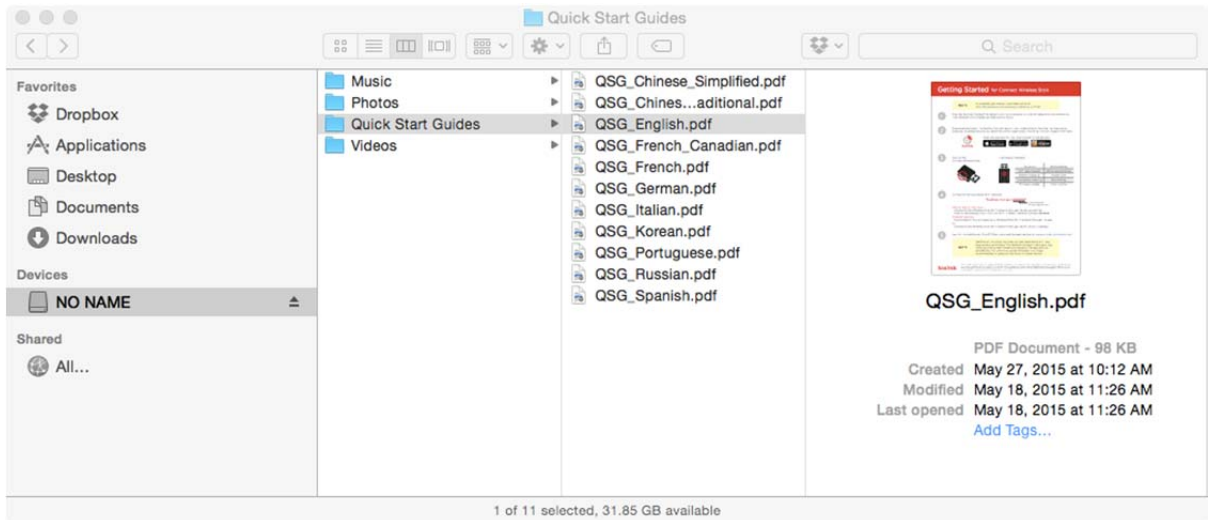 Quick Start Guides
Search
Favorites
Dropbox
Applications
Desktop
Documents
Downloads
Devices
NO NAME
Shared
All...
Music
Photos
Quick Start Guides
Videos
QSG_Chinese_Simplified.pdf
QSG_Chines...aditional.pdf
QSG_English.pdf
QSG_French_Canadian.pdf
QSG_French.pdf
QSG_German.pdf
QSG_Italian.pdf
QSG_Korean.pdf
QSG_Portuguese.pdf
QSG_Russian.pdf
QSG_Spanish.pdf
Getting Started for Connect Wireless Stick
QSG_English.pdf
PDF Document - 98 KB
Created May 27, 2015 at 10:12 AM
Modified May 18, 2015 at 11:26 AM
Last opened May 18, 2015 at 11:26 AM
Add Tags...
1 of 11 selected, 31.85 GB available